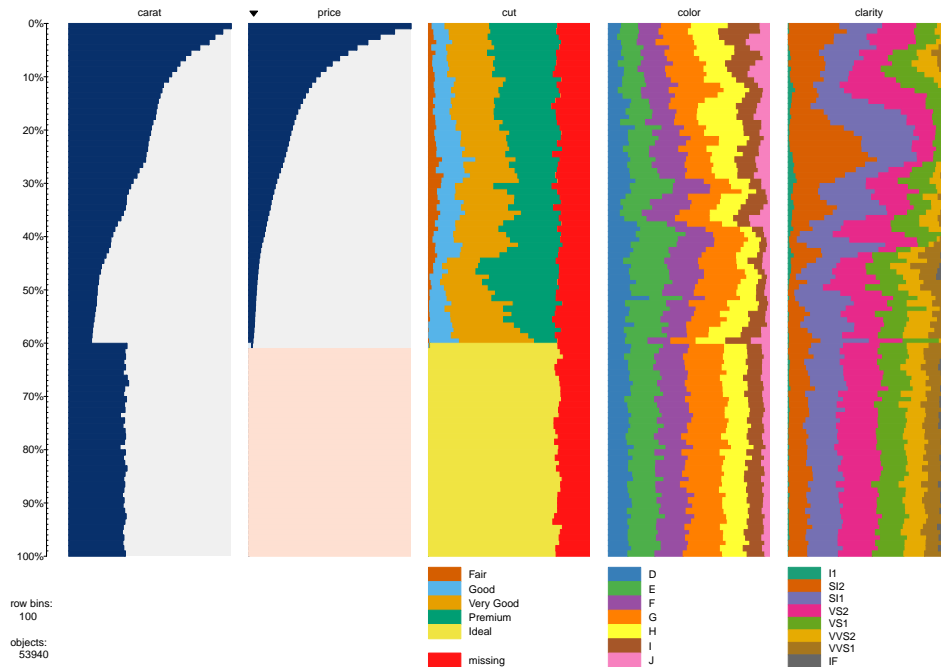 carat price cut color clarity
0%
10%
20%
30%
40%
50%
60%
70%
80%
90%
100%
Fair
Good
Very Good
Premium
Ideal
missing
D
E
F
G
H
I
J
I1
SI2
SI1
VS2
VS1
VVS2
VVS1
IF
row bins:
100
objects:
53940